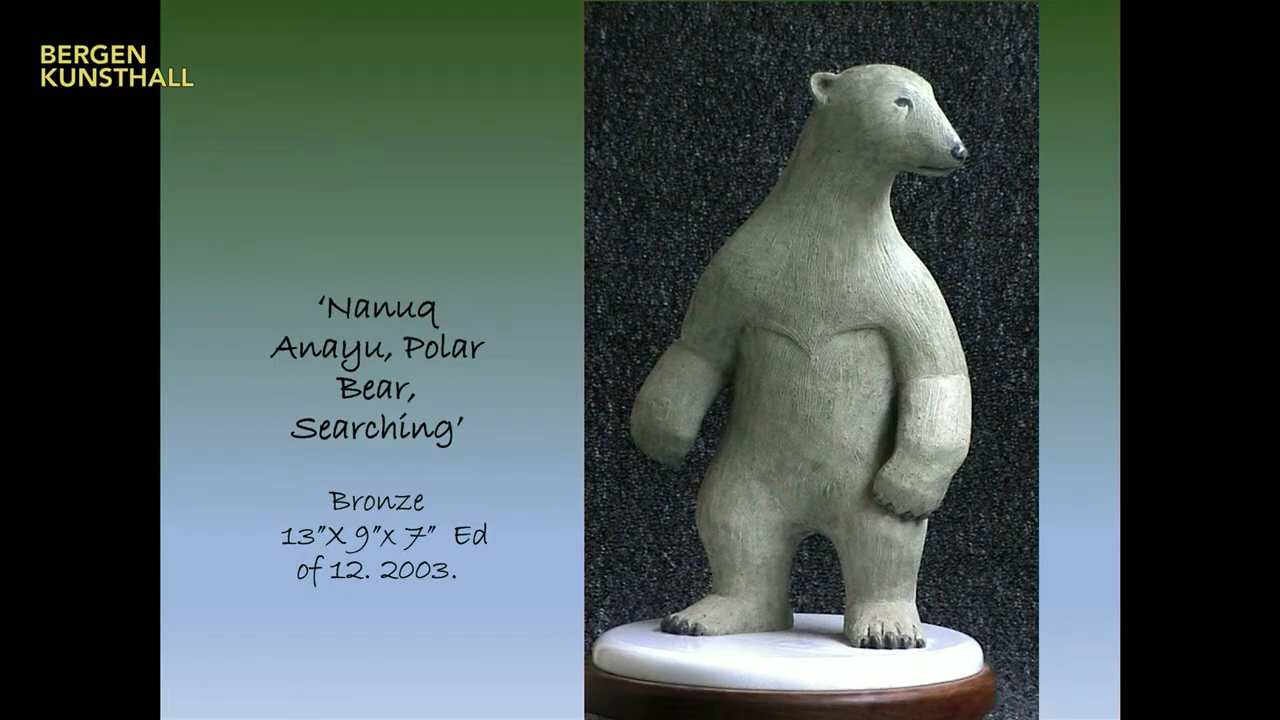 BERGEN
KUNSTHALL
‘Nanuq
Anayu, Polar
Bear,
Searching’
Bronze
13”X 9”x 7” Ed
of 12. 2003.